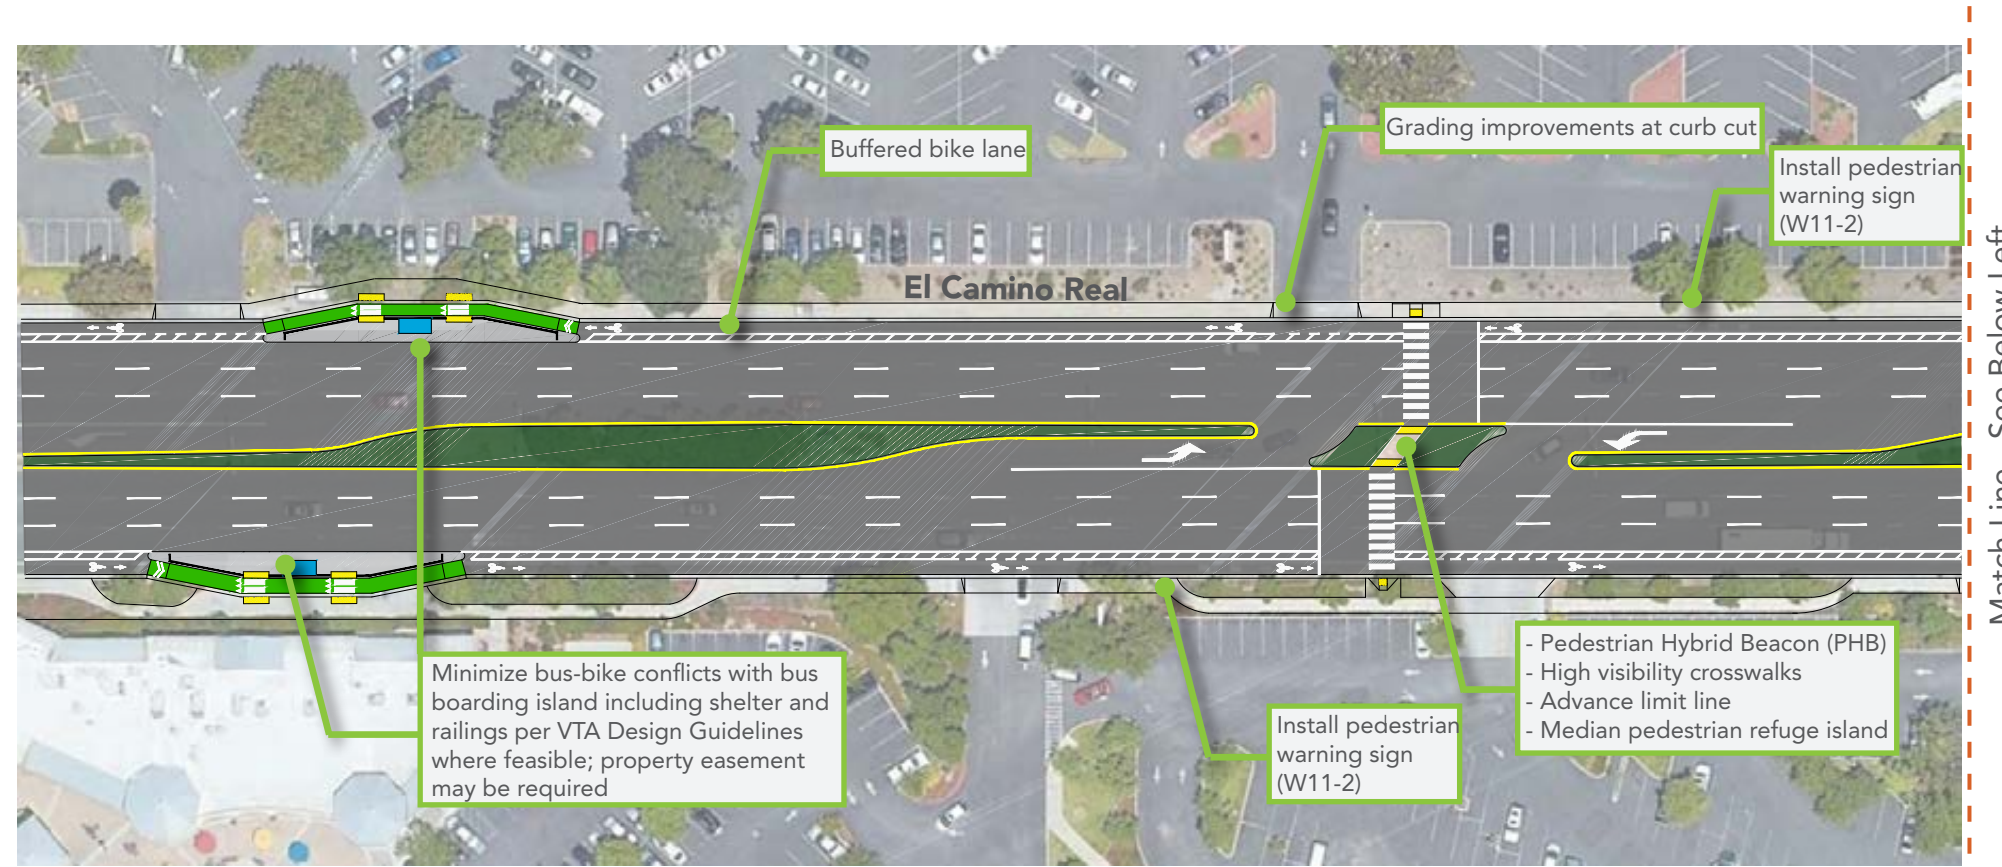 Buffered bike lane
Grading improvements at curb cut
Install pedestrian
warning sign
(W11-2)
El Camino Real
Minimize bus-bike conflicts with bus
boarding island including shelter and
railings per VTA Design Guidelines
where feasible; property easement
may be required
Install pedestrian
warning sign
(W11-2)
- Pedestrian Hybrid Beacon (PHB)
- High visibility crosswalks
- Advance limit line
- Median pedestrian refuge island
Match Line - See Below Left